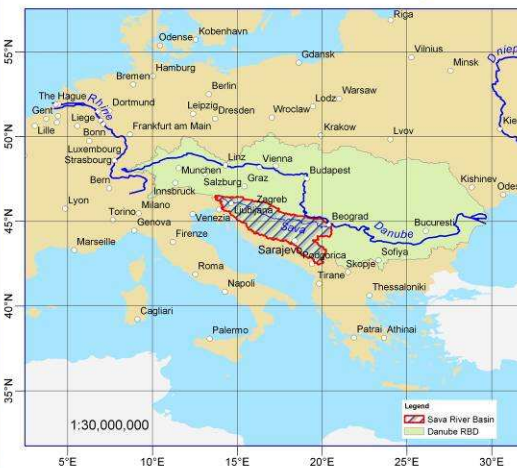 Riga
Kobenhavn
Odense
Vilnius
55°N
Gdansk
Minsk
Dniep
Hamburg
Bremen
Berlin
The Hague
Rhine
Dortmund
Leipzig
Lodz
Warsaw
Gent
Liege
Dresden
Wroclaw
Kie
50°N
Lille
Bonn
Frankfurt am Main
Krakow
Lvov
Luxembourg
Strasbourg
Linz
Vienna
Munchen
Budapest
Bern
Salzburg
Graz
Kishinev
Innsbruck
Odes
Lyon
Milano
Zagreb
Ljubljana
Torino
Venezia
Sava
Beograd
Bucuresti
45°N
Genova
Danube
Marseille
Firenze
Sarajevo
Podgorica
Sofiya
Skopje
Roma
Tirane
Napoli
Thessaloniki
40°N
Cagliari
Palermo
Patrai
Athinai
35°N
1:30,000,000
Legend
Sava River Basin
Danube RBD
5°E
10°E
15°E
20°E
25°E
30°E